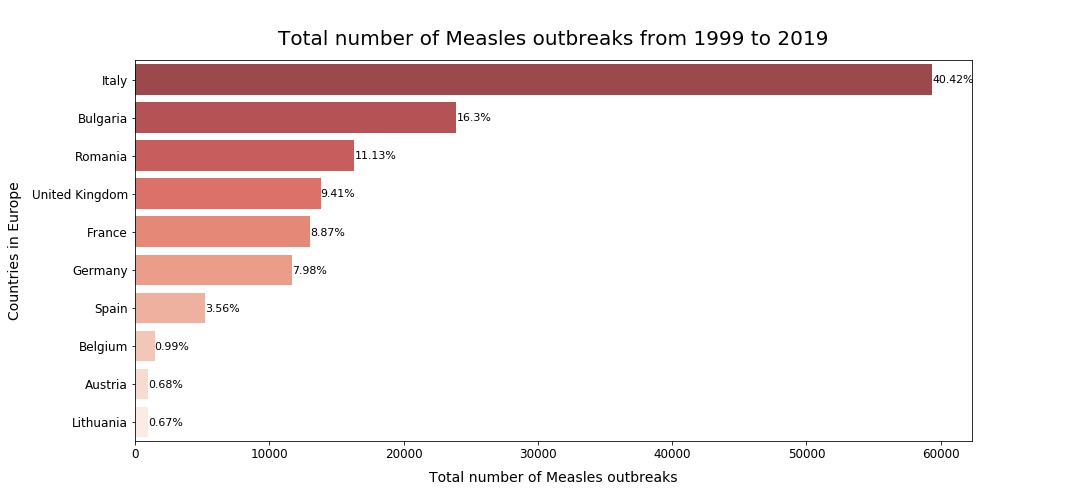 Total number of Measles outbreaks from 1999 to 2019
Countries in Europe
Italy 40.42%
Bulgaria 16.3%
Romania 11.13%
United Kingdom 9.41%
France 8.87%
Germany 7.98%
Spain 3.56%
Belgium 0.99%
Austria 0.68%
Lithuania 0.67%
0 10000 20000 30000 40000 50000 60000
Total number of Measles outbreaks